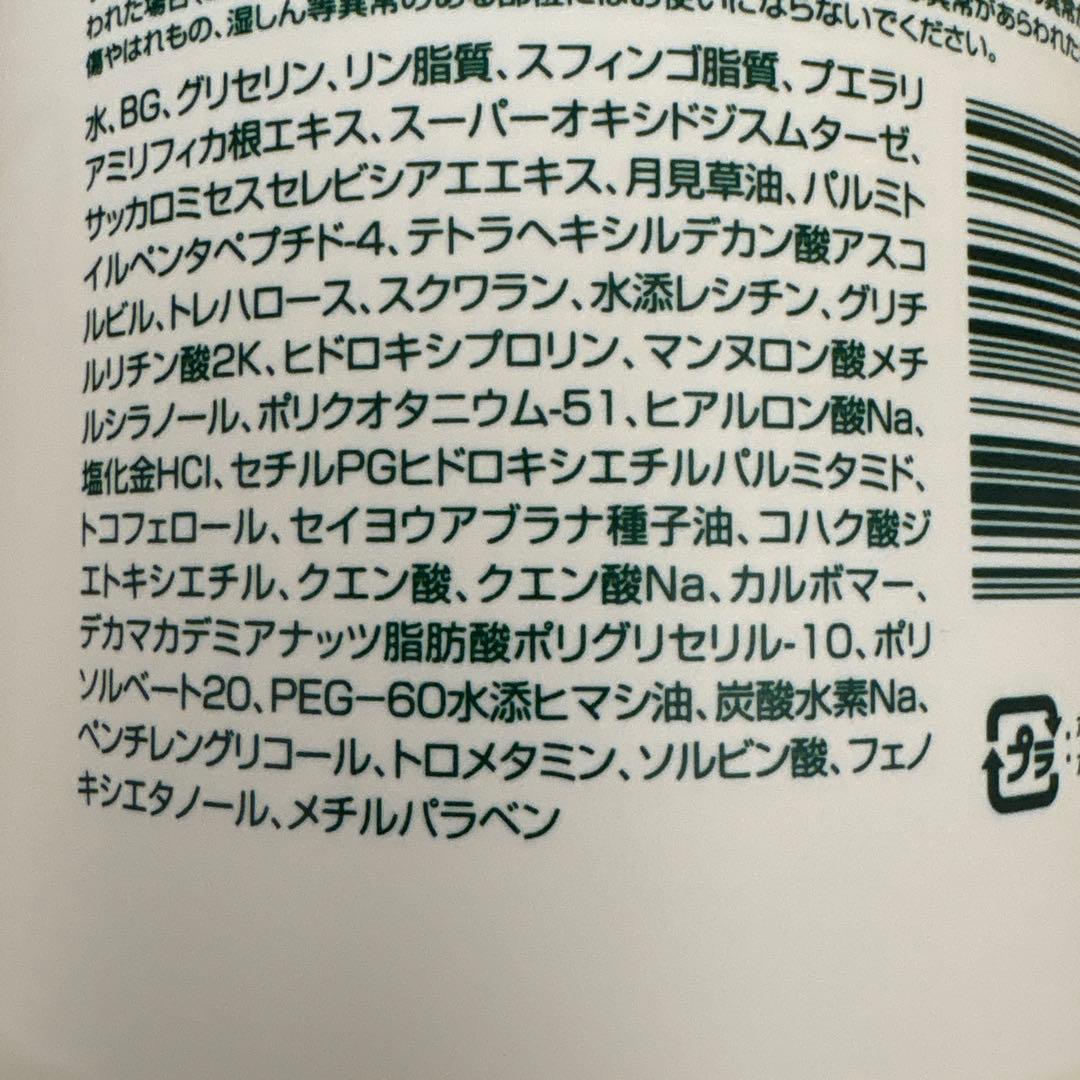 傷やはれもの、湿しん等異常のある部位にはお使いにならないでください。
水、BG、グリセリン、リン脂質、スフィンゴ脂質、プエラリ
アミリフィカ根エキス、スーパーオキシドジスムターゼ、
サッカロミセスセレビシアエエキス、月見草油、パルミト
イルペンタペプチド-4、テトラヘキシルデカン酸アスコ
ルビル、トレハロース、スクワラン、水添レシチン、グリチ
ルリチン酸2K、ヒドロキシプロリン、マンヌロン酸メチ
ルシラノール、ポリクオタニウム-51、ヒアルロン酸Na、
塩化金HCl、セチルPGヒドロキシエチルパルミタミド、
トコフェロール、セイヨウアブラナ種子油、コハク酸ジ
エトキシエチル、クエン酸、クエン酸Na、カルボマー、
デカマカデミアナッツ脂肪酸ポリグリセリル-10、ポリ
ソルベート20、PEG－60水添ヒマシ油、炭酸水素Na、
ペンチレングリコール、トロメタミン、ソルビン酸、フェノ
キシエタノール、メチルパラベン
プラ